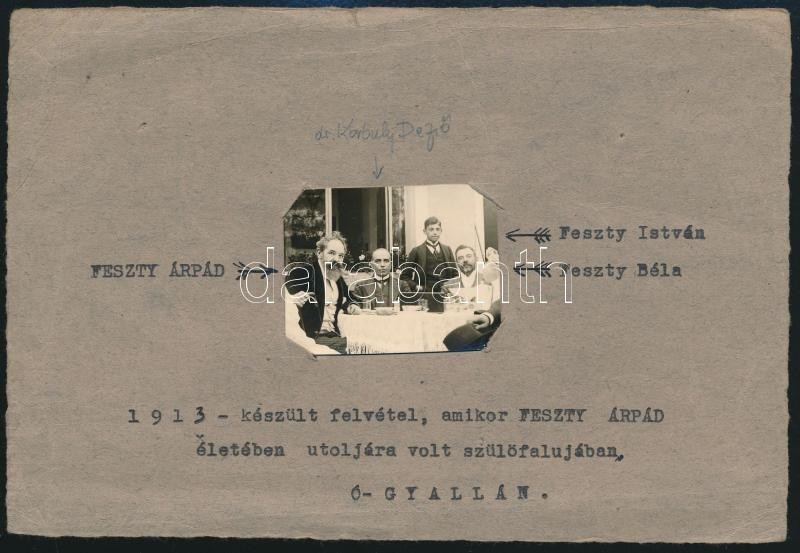 dr. Korbuly Dezső
Feszty István
FESZTY ÁRPÁD
Feszty Béla
darabanth
1913 - készült felvétel, amikor FESZTY ÁRPÁD
életében utoljára volt szülőfalujában,
Ó-GYALLÁN.